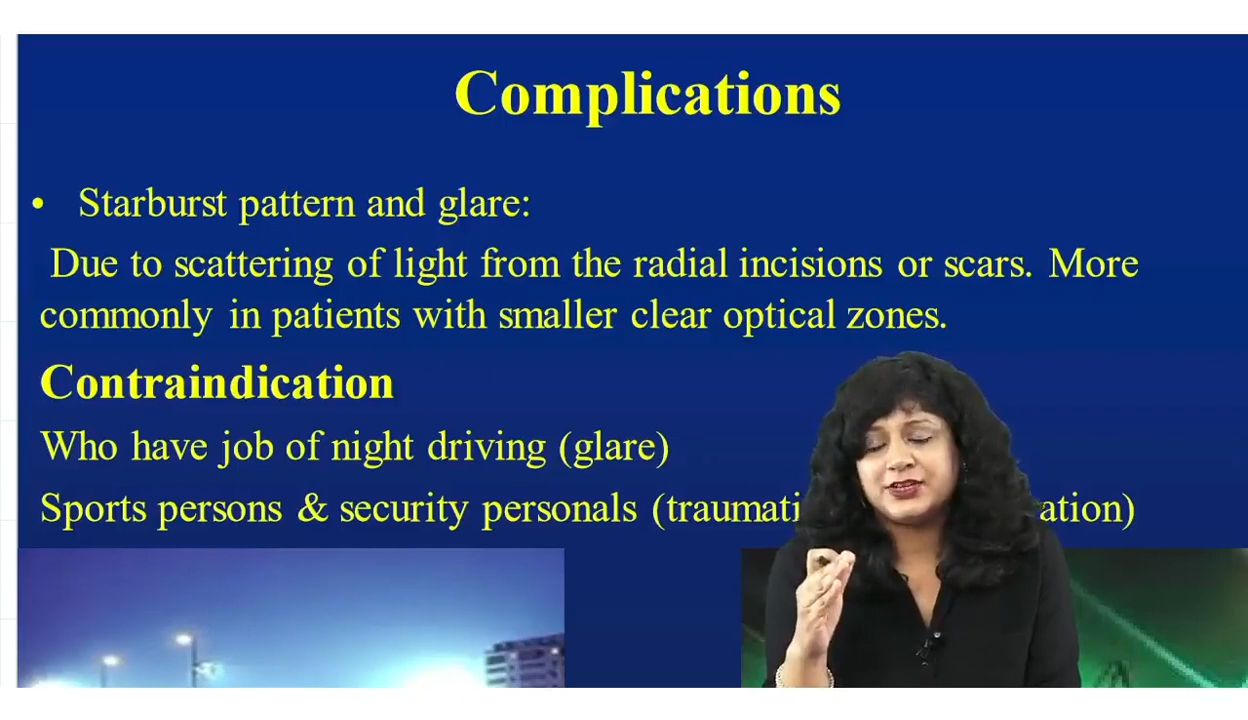 Complications
• Starburst pattern and glare:
Due to scattering of light from the radial incisions or scars. More
commonly in patients with smaller clear optical zones.
Contraindication
Who have job of night driving (glare)
Sports persons & security personals (traumati ation)